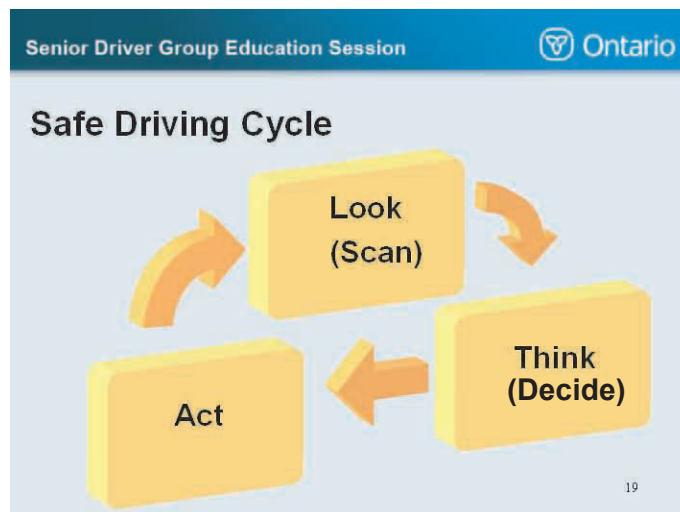 Senior Driver Group Education Session
Ontario
Safe Driving Cycle
Look
(Scan)
Think
(Decide)
Act
19